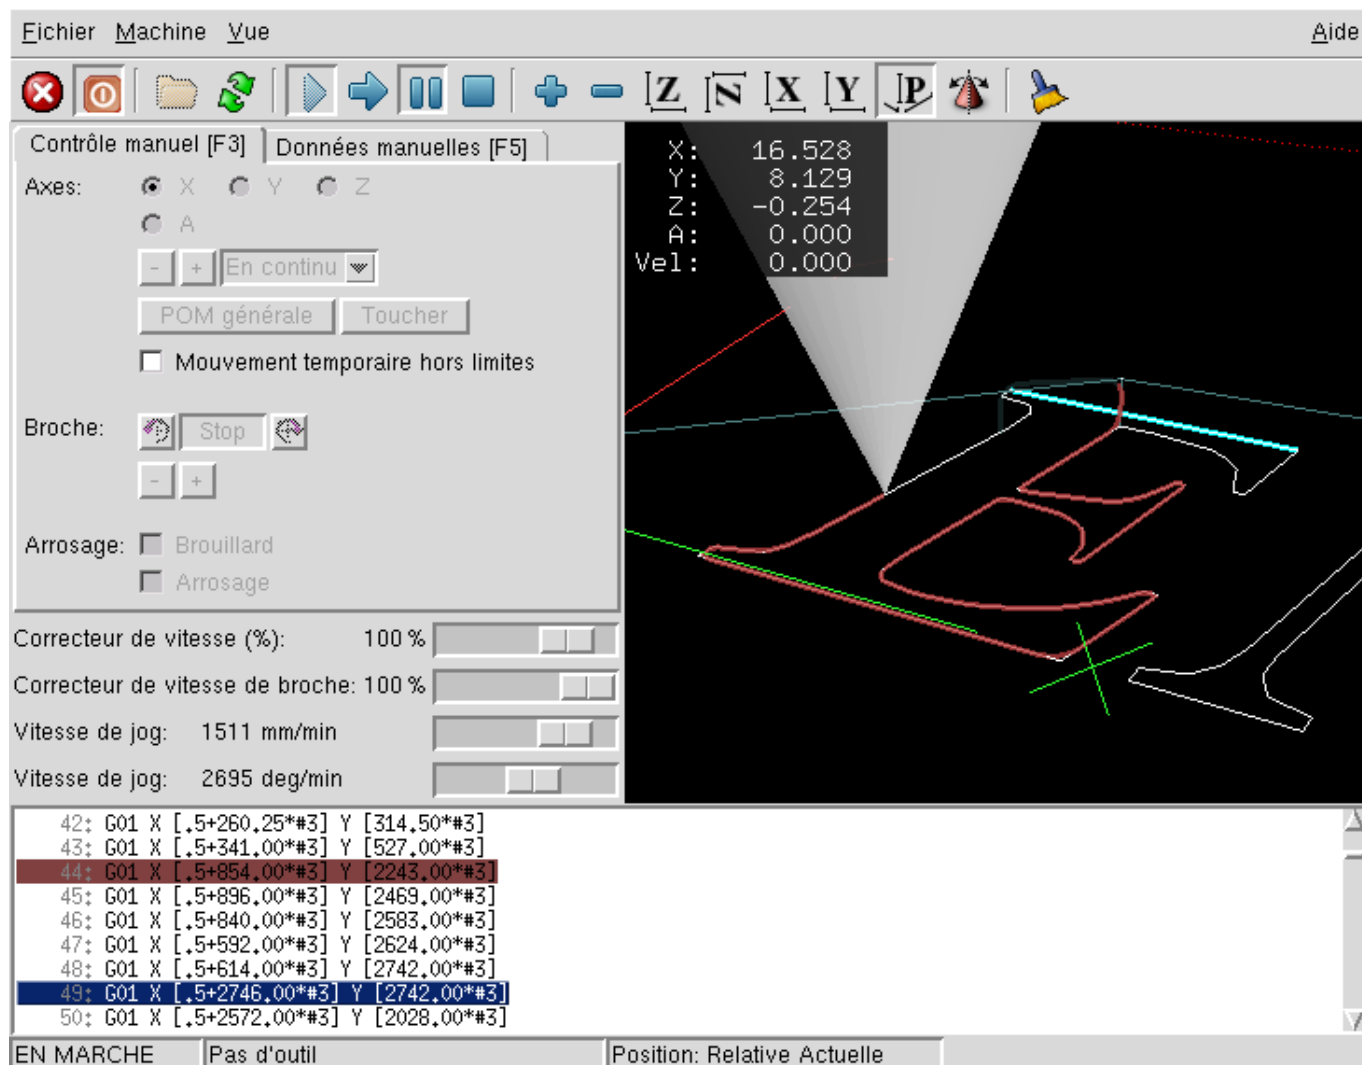 Fichier Machine Vue Aide
Z N X Y P
Contrôle manuel [F3] Données manuelles [F5]
Axes: X Y Z
A
- + En continu
POM générale Toucher
Mouvement temporaire hors limites
Broche: Stop
- +
Arrosage: Brouillard
Arrosage
Correcteur de vitesse (%): 100 %
Correcteur de vitesse de broche: 100 %
Vitesse de jog: 1511 mm/min
Vitesse de jog: 2695 deg/min
X: 16.528
Y: 8.129
Z: -0.254
A: 0.000
Vel: 0.000
42: G01 X [.5+260.25*#3] Y [314.50*#3]
43: G01 X [.5+341.00*#3] Y [527.00*#3]
44: G01 X [.5+854.00*#3] Y [2243.00*#3]
45: G01 X [.5+896.00*#3] Y [2469.00*#3]
46: G01 X [.5+840.00*#3] Y [2583.00*#3]
47: G01 X [.5+592.00*#3] Y [2624.00*#3]
48: G01 X [.5+614.00*#3] Y [2742.00*#3]
49: G01 X [.5+2746.00*#3] Y [2742.00*#3]
50: G01 X [.5+2572.00*#3] Y [2028.00*#3]
EN MARCHE Pas d'outil Position: Relative Actuelle